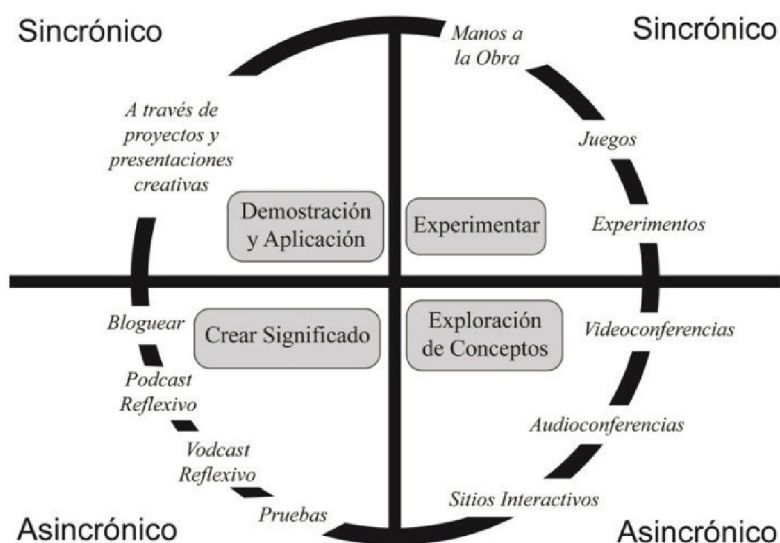 Sincrónico
Sincrónico
Manos a
la Obra
A través de
proyectos y
presentaciones
creativas
Juegos
Demostración
y Aplicación
Experimentar
Experimentos
Bloguear
Crear Significado
Exploración
de Conceptos
Videoconferencias
Podcast
Reflexivo
Audioconferencias
Vodcast
Reflexivo
Sitios Interactivos
Pruebas
Asincrónico
Asincrónico